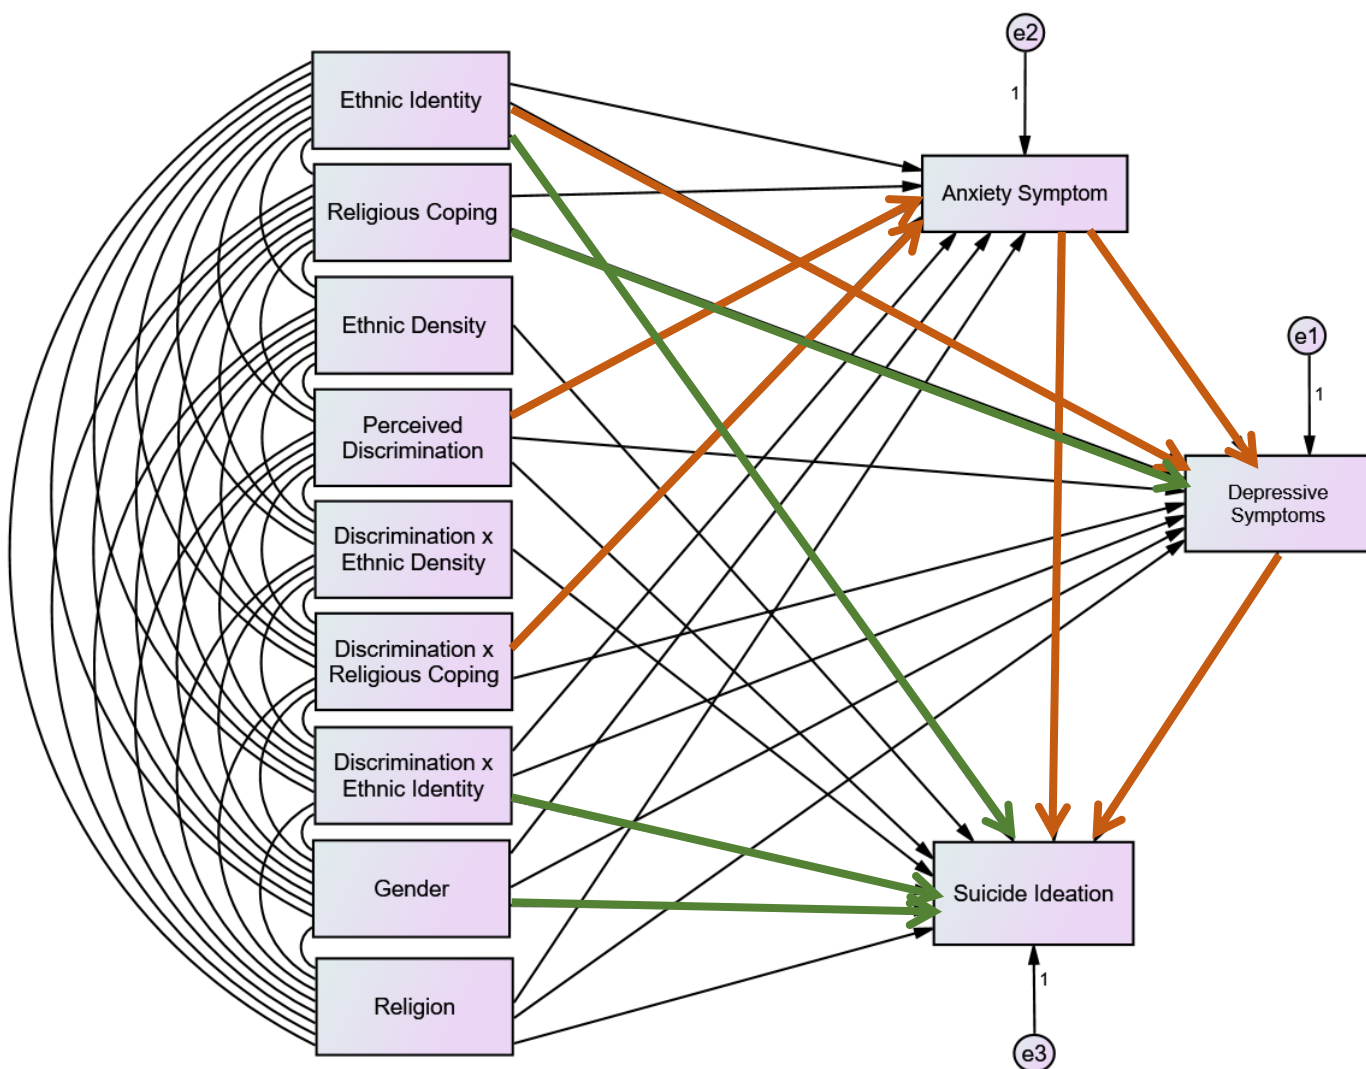 e2
1
Ethnic Identity
Religious Coping
Anxiety Symptom
Ethnic Density
e1
1
Perceived
Discrimination
Depressive
Symptoms
Discrimination x
Ethnic Density
Discrimination x
Religious Coping
Discrimination x
Ethnic Identity
Gender
Suicide Ideation
Religion
1
e3